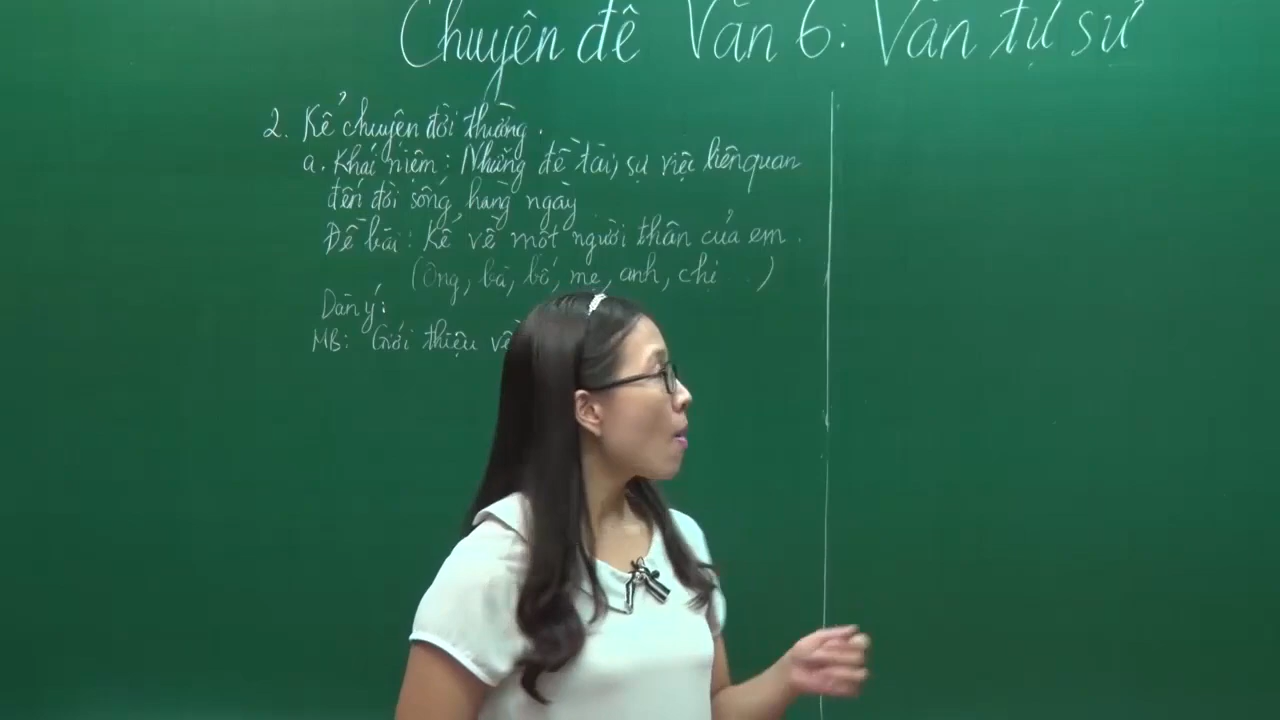 Chuyên đề Văn 6: Văn tự sự
2. Kể chuyện đời thường.
a. Khái niệm: Những đề tài, sự việc liên quan
đến đời sống hàng ngày
Đề bài: Kể về một người thân của em.
(Ông, bà, bố, mẹ, anh, chị ...)
Dàn ý:
MB: Giới thiệu về